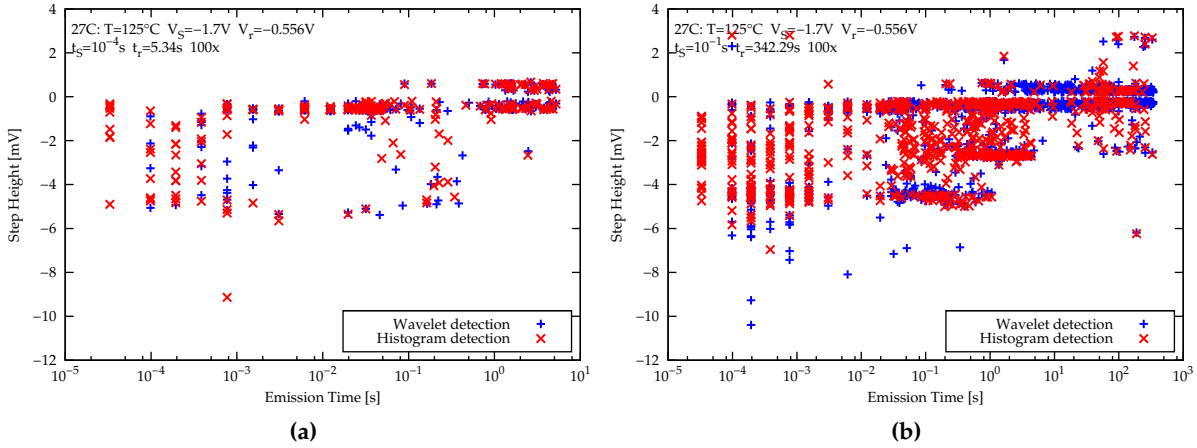 4
2
0
−2
−4
−6
−8
−10
−12
Step Height [mV]
27C: T=125°C V_S=−1.7V V_r=−0.556V
t_S=10^{−4}s t_r=5.34s 100x
Wavelet detection
Histogram detection
10^{−5} 10^{−4} 10^{−3} 10^{−2} 10^{−1} 10^{0} 10^{1}
Emission Time [s]
(a)
4
2
0
−2
−4
−6
−8
−10
−12
Step Height [mV]
27C: T=125°C V_S=−1.7V V_r=−0.556V
t_S=10^{−1}s t_r=342.29s 100x
Wavelet detection
Histogram detection
10^{−5} 10^{−4} 10^{−3} 10^{−2} 10^{−1} 10^{0} 10^{1} 10^{2} 10^{3}
Emission Time [s]
(b)